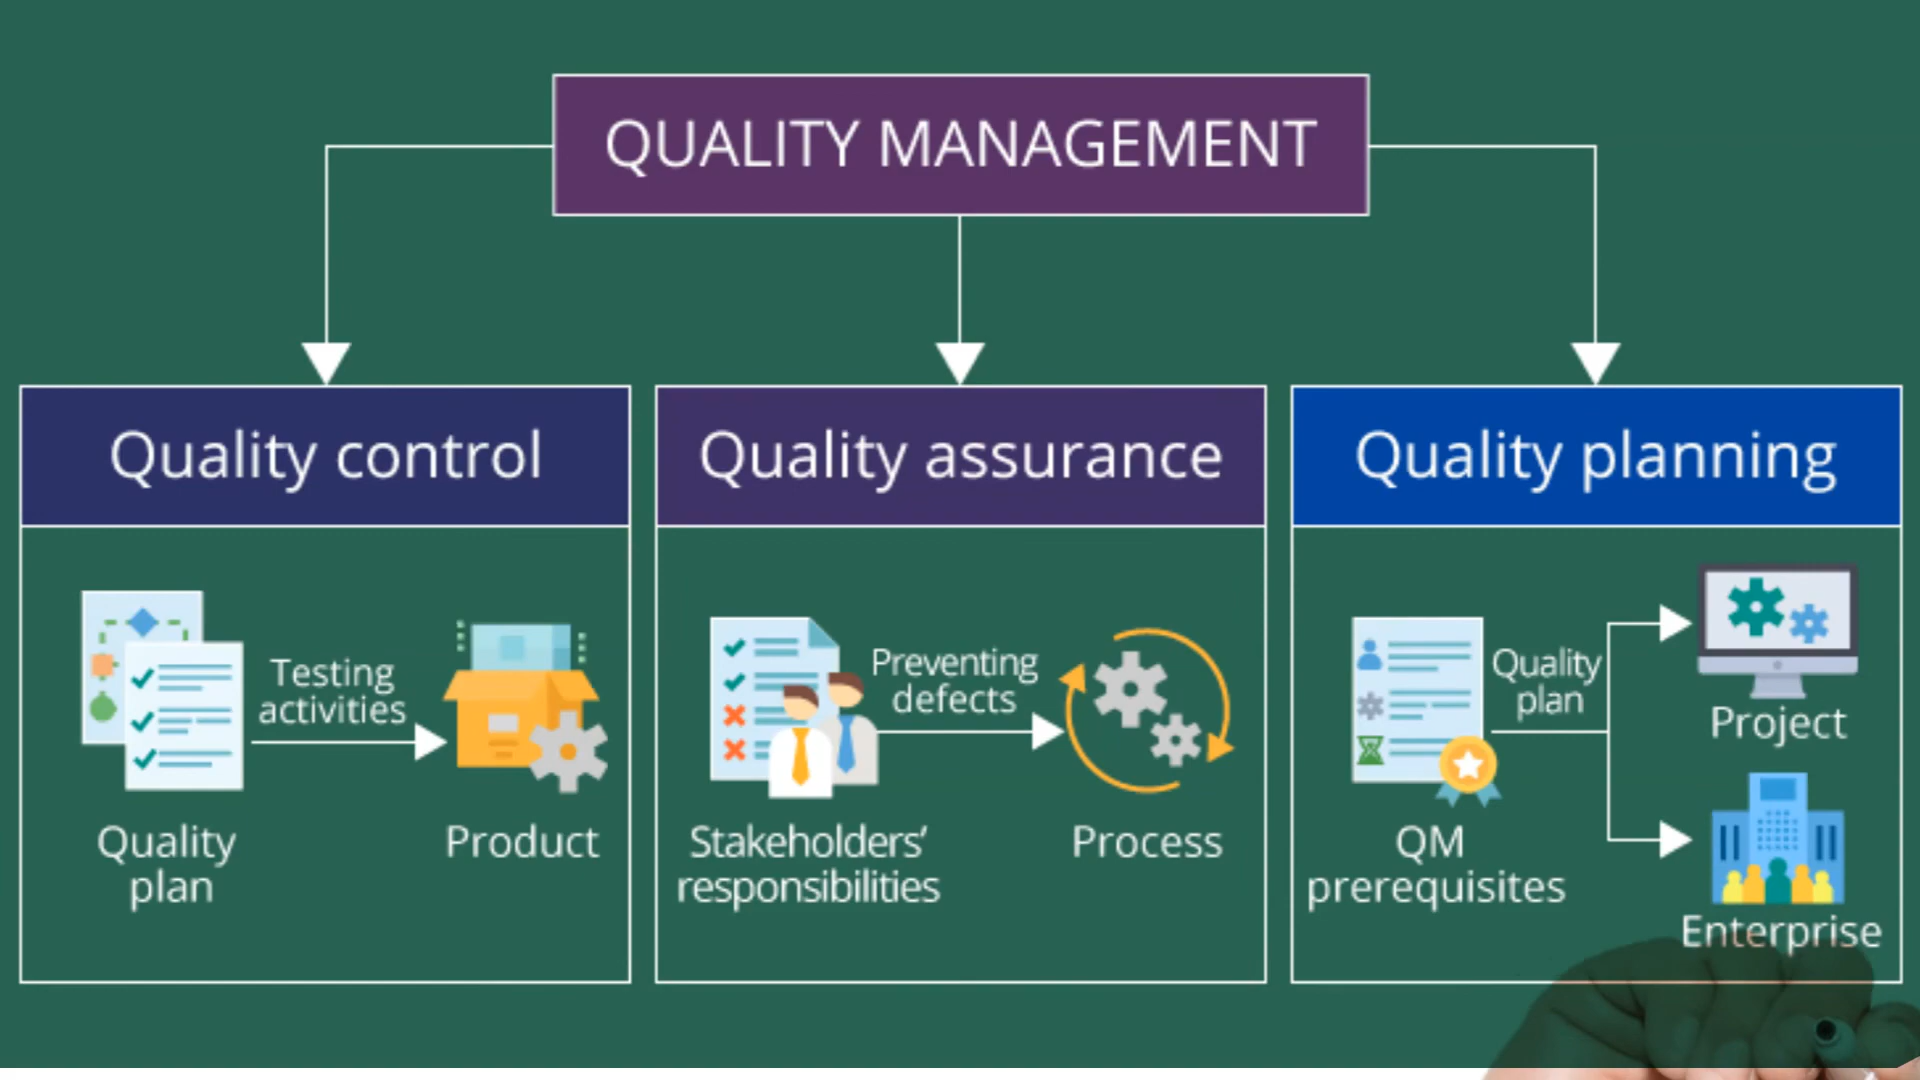 QUALITY MANAGEMENT
Quality control
Testing
activities
Quality
plan
Product
Quality assurance
Preventing
defects
Stakeholders’
responsibilities
Process
Quality planning
Quality
plan
QM
prerequisites
Project
Enterprise